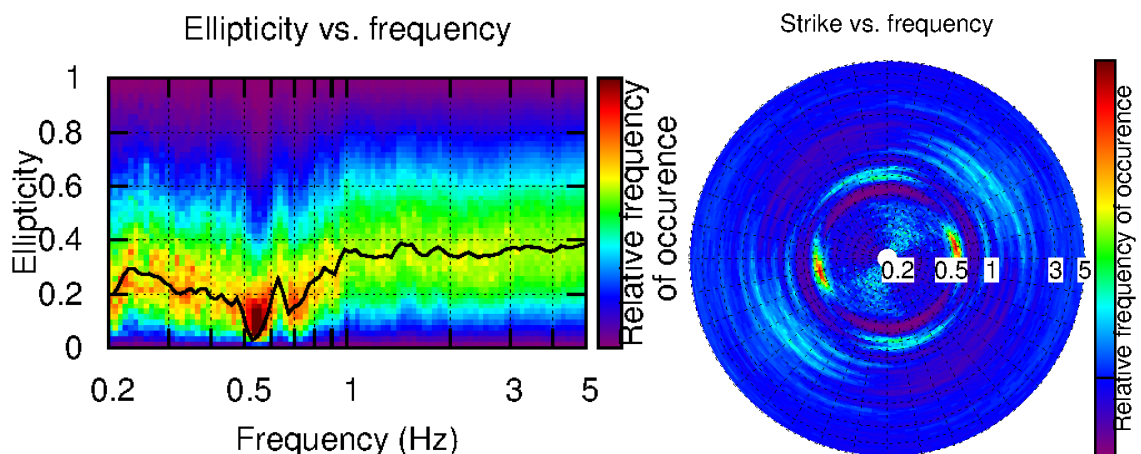 Ellipticity vs. frequency
1
0.8
0.6
0.4
0.2
0
Ellipticity
0.2 0.5 1 3 5
Frequency (Hz)
Relative frequency
of occurence
Strike vs. frequency
0.2 0.5 1 3 5
Relative frequency of occurence